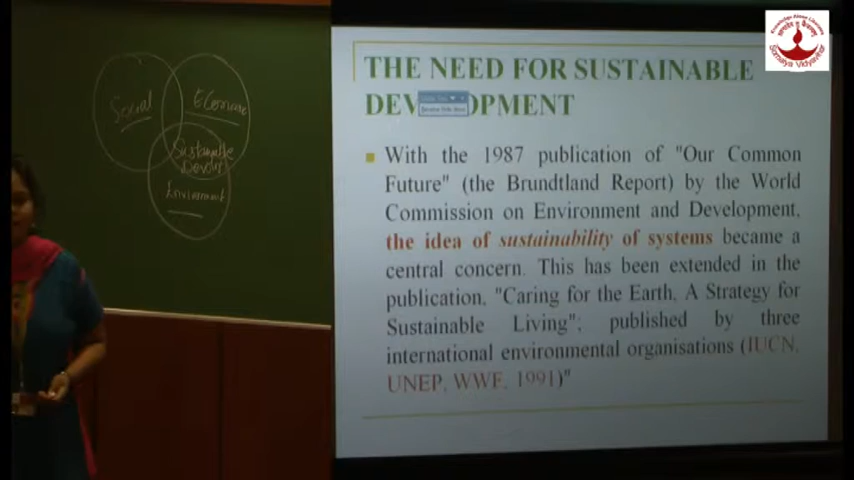 Social
Economic
Sustainable
Environment
Somaiya Vidyavihar
THE NEED FOR SUSTAINABLE
DEV OPMENT
With the 1987 publication of "Our Common
Future" (the Brundtland Report) by the World
Commission on Environment and Development,
the idea of sustainability of systems became a
central concern. This has been extended in the
publication, "Caring for the Earth, A Strategy for
Sustainable Living"; published by three
international environmental organisations (IUCN,
UNEP, WWF, 1991)"